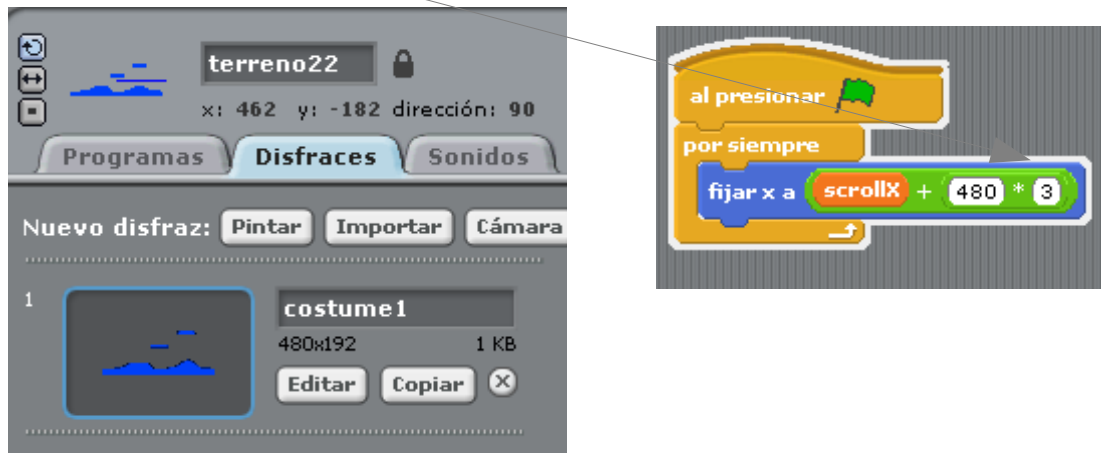 terreno22
x: 462 y: -182 dirección: 90
Programas Disfraces Sonidos
Nuevo disfraz: Pintar Importar Cámara
1
costume1
480x192 1 KB
Editar Copiar
al presionar
por siempre
fijar x a scrollX + 480 * 3